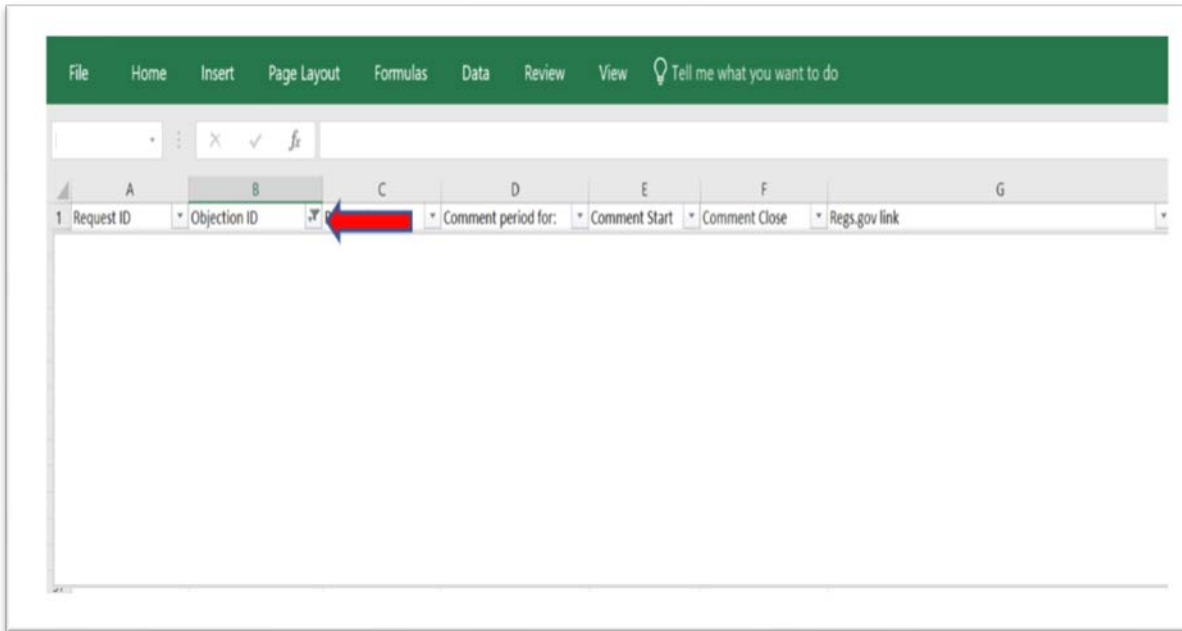 File Home Insert Page Layout Formulas Data Review View Tell me what you want to do
fx
A B C D E F G
1 Request ID Objection ID Comment period for: Comment Start Comment Close Regs.gov link